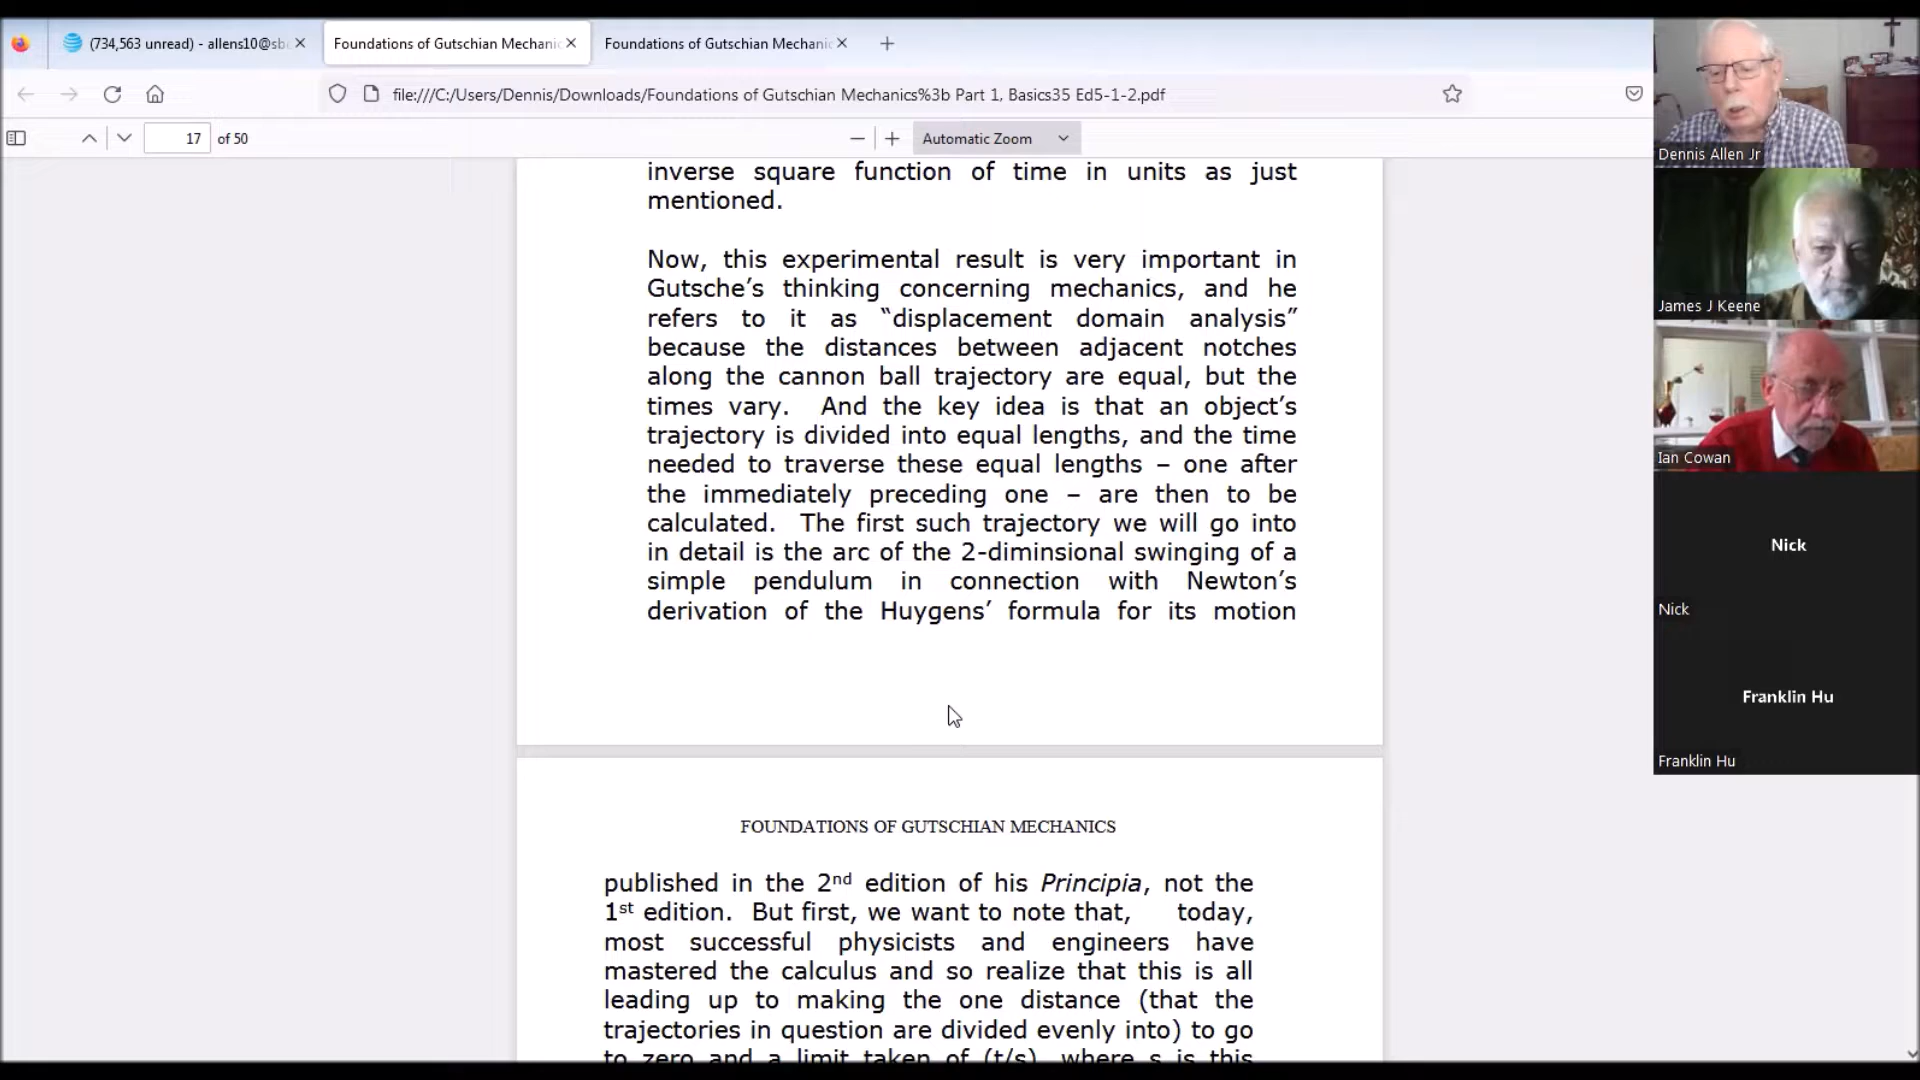 (734,563 unread) - allens10@sb
Foundations of Gutschian Mechani
Foundations of Gutschian Mechani
file:///C:/Users/Dennis/Downloads/Foundations of Gutschian Mechanics%3b Part 1, Basics35 Ed5-1-2.pdf
17 of 50
Automatic Zoom
inverse square function of time in units as just
mentioned.
Now, this experimental result is very important in
Gutsche’s thinking concerning mechanics, and he
refers to it as “displacement domain analysis”
because the distances between adjacent notches
along the cannon ball trajectory are equal, but the
times vary. And the key idea is that an object’s
trajectory is divided into equal lengths, and the time
needed to traverse these equal lengths – one after
the immediately preceding one – are then to be
calculated. The first such trajectory we will go into
in detail is the arc of the 2-diminsional swinging of a
simple pendulum in connection with Newton’s
derivation of the Huygens’ formula for its motion
FOUNDATIONS OF GUTSCHIAN MECHANICS
published in the 2nd edition of his Principia, not the
1st edition. But first, we want to note that, today,
most successful physicists and engineers have
mastered the calculus and so realize that this is all
leading up to making the one distance (that the
trajectories in question are divided evenly into) to go
to zero and a limit taken of (t/s), where s is this
Dennis Allen Jr
James J Keene
Ian Cowan
Nick
Nick
Franklin Hu
Franklin Hu